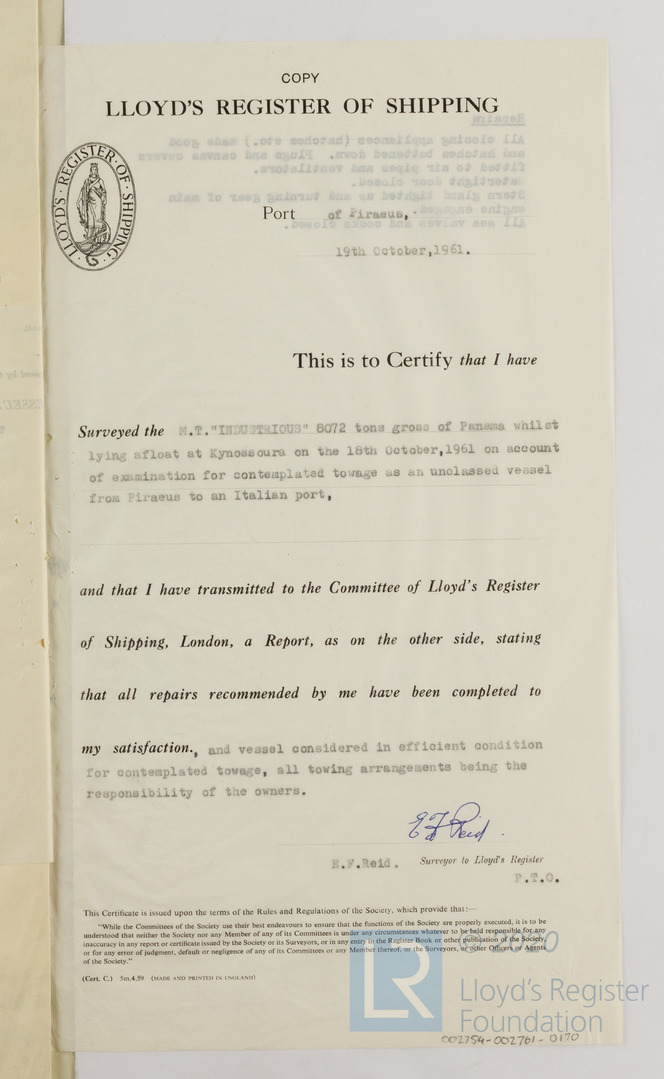 COPY
LLOYD'S REGISTER OF SHIPPING
LLOYD'S · REGISTER · OF · SHIPPING
Port of Piraeus,
19th October,1961.
This is to Certify that I have
Surveyed the M.T."INDUSTRIOUS" 8072 tons gross of Panama whilst
lying afloat at Kynossoura on the 18th October,1961 on account
of examination for contemplated towage as an unclassed vessel
from Piraeus to an Italian port,
and that I have transmitted to the Committee of Lloyd's Register
of Shipping, London, a Report, as on the other side, stating
that all repairs recommended by me have been completed to
my satisfaction., and vessel considered in efficient condition
for contemplated towage, all towing arrangements being the
responsibility of the owners.
E F Reid.
E.F.Reid. Surveyor to Lloyd's Register
P.T.O.
This Certificate is issued upon the terms of the Rules and Regulations of the Society, which provide that:—
"While the Committees of the Society use their best endeavours to ensure that the functions of the Society are properly executed, it is to be
understood that neither the Society nor any Member of any of its Committees is under any circumstances whatever to be held responsible for any
inaccuracy in any report or certificate issued by the Society or its Surveyors, or in any entry in the Register Book or other publication of the Society,
or for any error of judgment, default or negligence of any of its Committees or any Member thereof, or the Surveyors, or other Officers or Agents
of the Society."
(Cert. C.) 5m.4.59 (MADE AND PRINTED IN ENGLAND)
© 2020
LR
Lloyd's Register
Foundation
002754-002761-0170